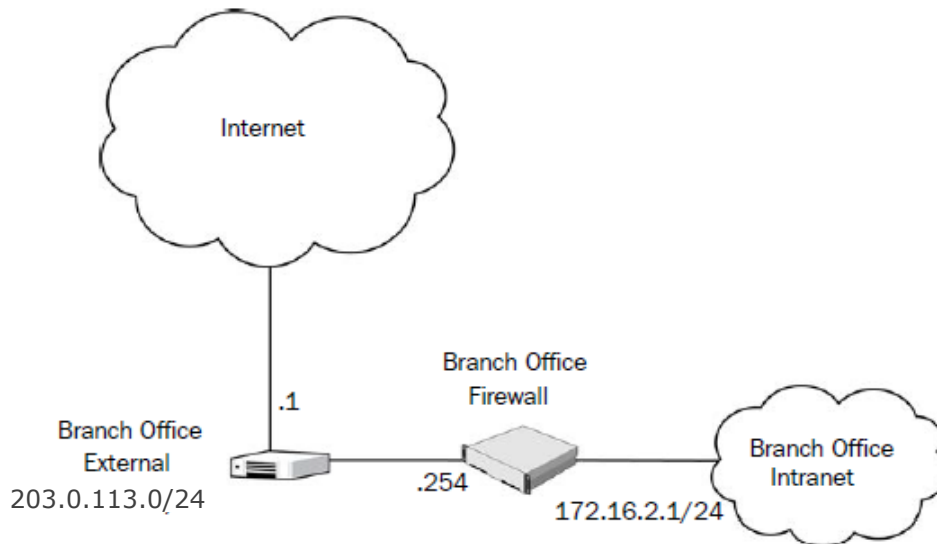 Internet
Branch Office
Firewall
.1
Branch Office
External
203.0.113.0/24
.254
172.16.2.1/24
Branch Office
Intranet